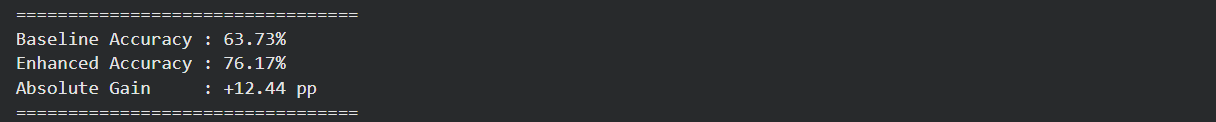 =================================
Baseline Accuracy : 63.73%
Enhanced Accuracy : 76.17%
Absolute Gain     : +12.44 pp
=================================